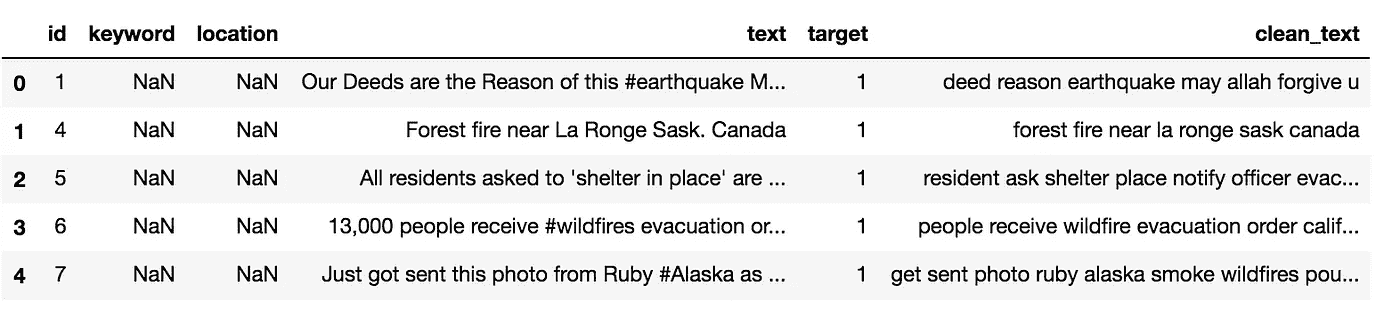 id keyword location text target clean_text
0 1 NaN NaN Our Deeds are the Reason of this #earthquake M... 1 deed reason earthquake may allah forgive u
1 4 NaN NaN Forest fire near La Ronge Sask. Canada 1 forest fire near la ronge sask canada
2 5 NaN NaN All residents asked to 'shelter in place' are ... 1 resident ask shelter place notify officer evac...
3 6 NaN NaN 13,000 people receive #wildfires evacuation or... 1 people receive wildfire evacuation order calif...
4 7 NaN NaN Just got sent this photo from Ruby #Alaska as ... 1 get sent photo ruby alaska smoke wildfires pou...